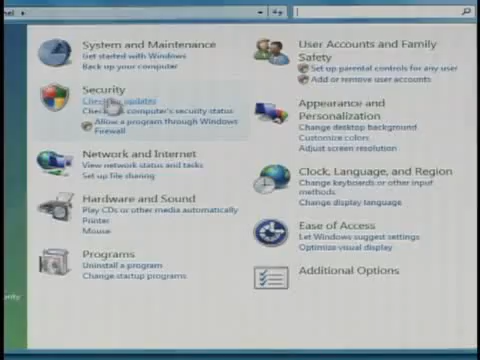 System and Maintenance
Get started with Windows
Back up your computer
Security
Check updates
Check this computer's security status
Allow a program through Windows
Firewall
Network and Internet
View network status and tasks
Set up file sharing
Hardware and Sound
Play CDs or other media automatically
Printer
Mouse
Programs
Uninstall a program
Change startup programs
User Accounts and Family
Safety
Set up parental controls for any user
Add or remove user accounts
Appearance and
Personalization
Change desktop background
Customize colors
Adjust screen resolution
Clock, Language, and Region
Change keyboards or other input
methods
Change display language
Ease of Access
Let Windows suggest settings
Optimize visual display
Additional Options